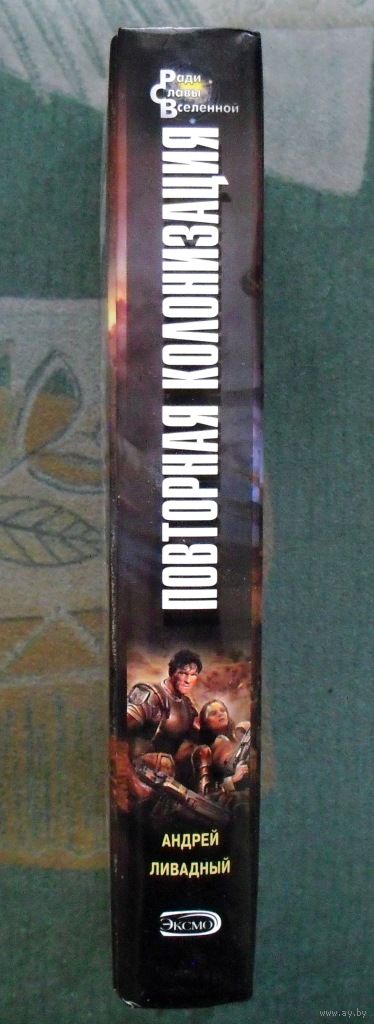 Ради
Славы
Вселенной
ПОВТОРНАЯ КОЛОНИЗАЦИЯ
АНДРЕЙ
ЛИВАДНЫЙ
ЭКСМО
www.ay.by